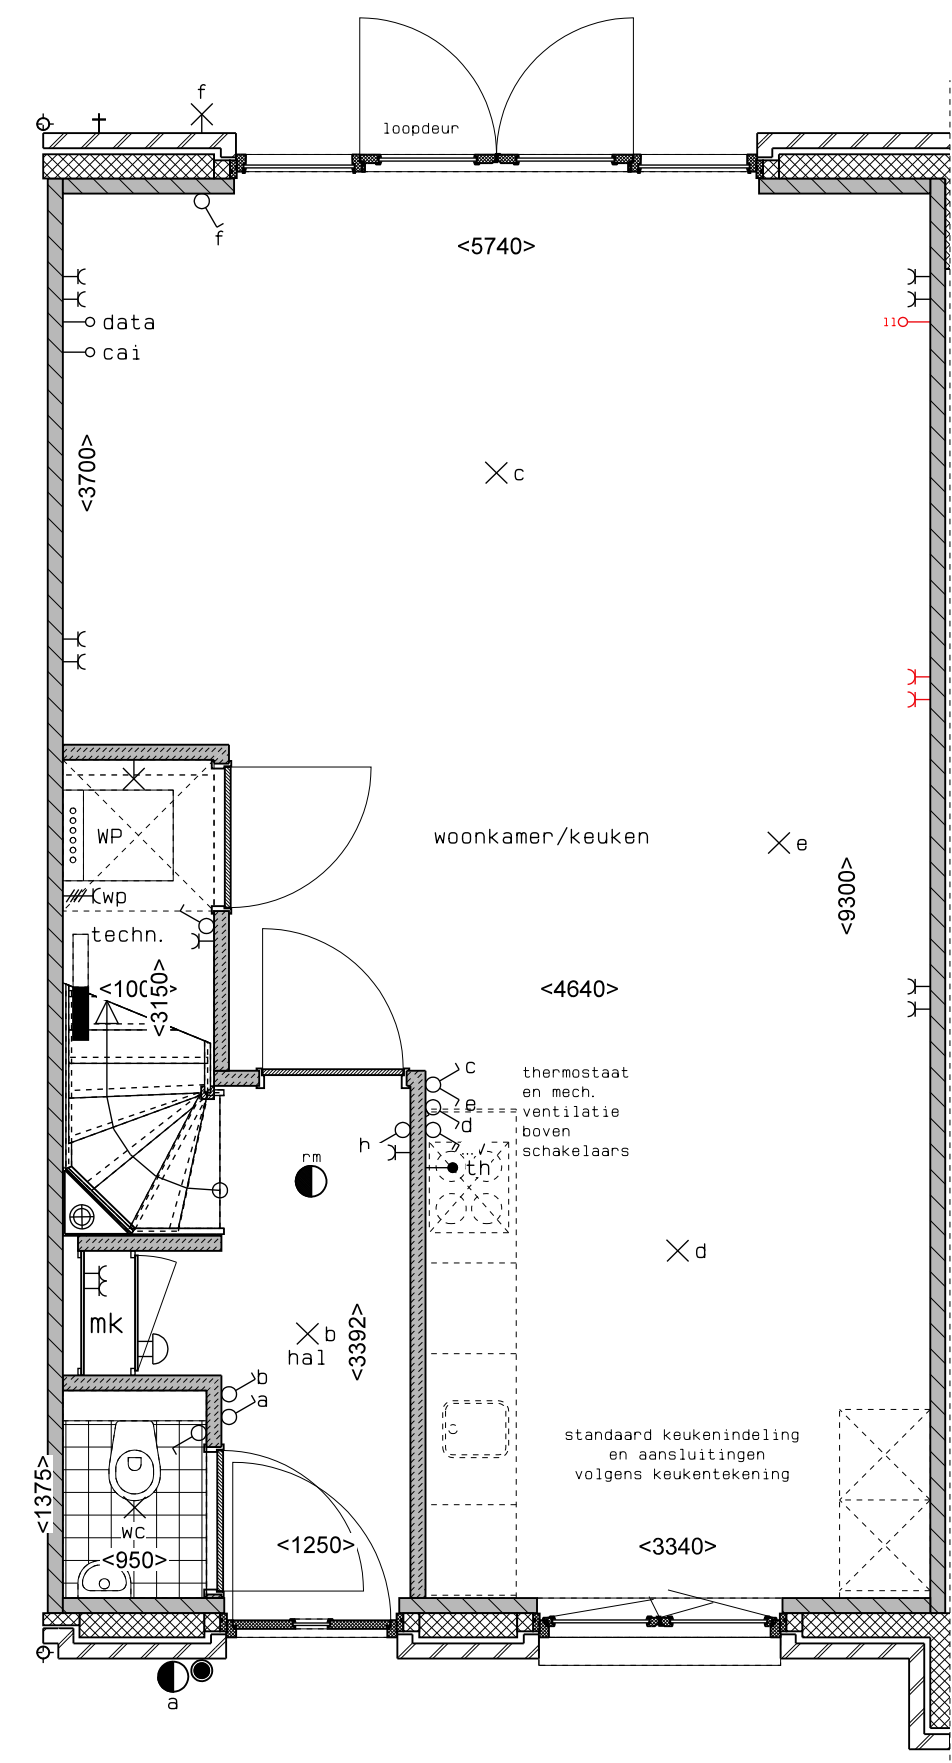 f
loopdeur
f
<5740>
data
11
cai
<3700>
c
woonkamer/keuken
WP
e
<9300>
wp
techn.
<3150>
<4640>
c
e
d
h
th
thermostaat
en mech.
ventilatie
boven
schakelaars
rm
d
mk
b
hal
<3392>
b
a
standaard keukenindeling
en aansluitingen
volgens keukentekening
<1375>
wc
<950>
<1250>
<3340>
a